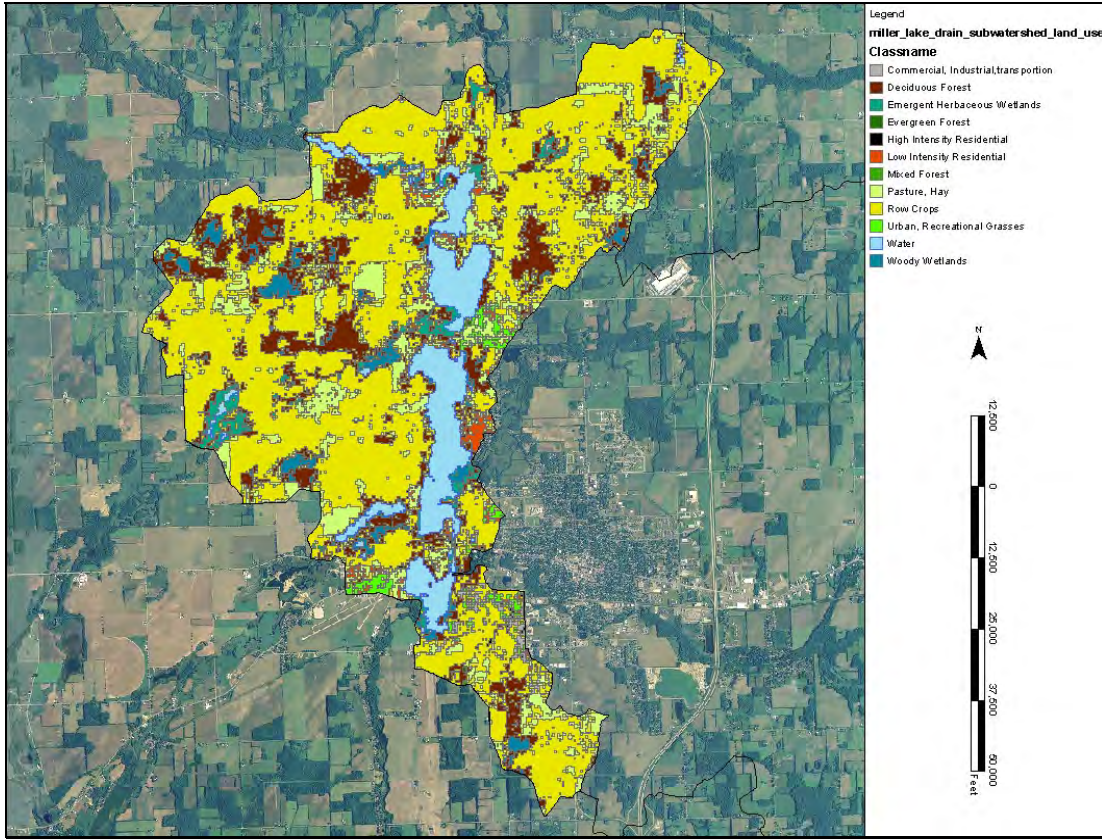 Legend
miller_lake_drain_subwatershed_land_use
Classname
Commercial, Industrial,transportion
Deciduous Forest
Emergent Herbaceous Wetlands
Evergreen Forest
High Intensity Residential
Low Intensity Residential
Mixed Forest
Pasture, Hay
Row Crops
Urban, Recreational Grasses
Water
Woody Wetlands
N
12,500
0
12,500
25,000
37,500
50,000
Feet